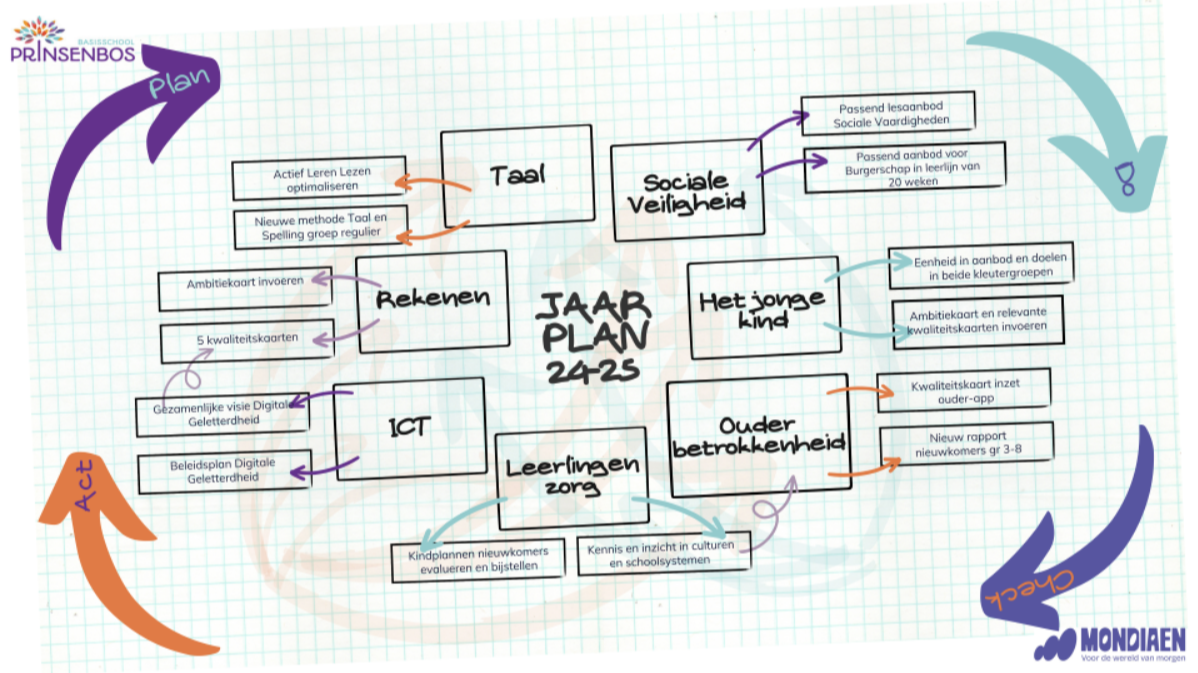 BASISSCHOOL
PRINSENBOS
Plan
8
Taal
Actief Leren Lezen
optimaliseren
Nieuwe methode Taal en
Spelling groep regulier
Sociale
Veiligheid
Passend lesaanbod
Sociale Vaardigheden
Passend aanbod voor
Burgerschap in leerlijn van
20 weken
Rekenen
Ambitiekaart invoeren
5 kwaliteitskaarten
JAAR
PLAN
24-25
Het jonge
kind
Eenheid in aanbod en doelen
in beide kleutergroepen
Ambitiekaart en relevante
kwaliteitskaarten invoeren
ICT
Gezamenlijke visie Digitale
Geletterdheid
Beleidsplan Digitale
Geletterdheid
Ouder
betrokkenheid
Kwaliteitskaart inzet
ouder-app
Nieuw rapport
nieuwkomers gr 3-8
Leerlingen
zorg
Kindplannen nieuwkomers
evalueren en bijstellen
Kennis en inzicht in culturen
en schoolsystemen
Act
Check
MONDIAEN
Voor de wereld van morgen